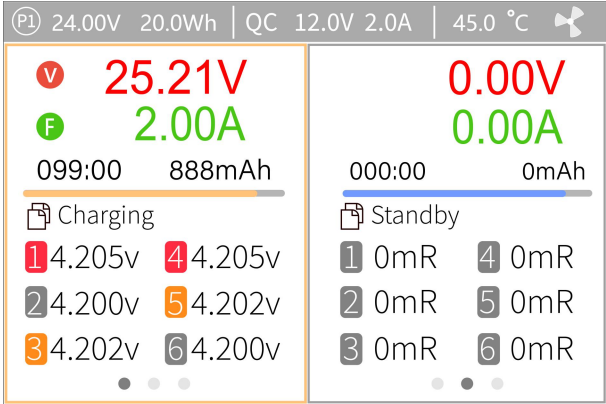 P1 24.00V 20.0Wh QC 12.0V 2.0A 45.0 °C
V 25.21V
F 2.00A
099:00 888mAh
Charging
1 4.205v 4 4.205v
2 4.200v 5 4.202v
3 4.202v 6 4.200v
0.00V
0.00A
000:00 0mAh
Standby
1 0mR 4 0mR
2 0mR 5 0mR
3 0mR 6 0mR